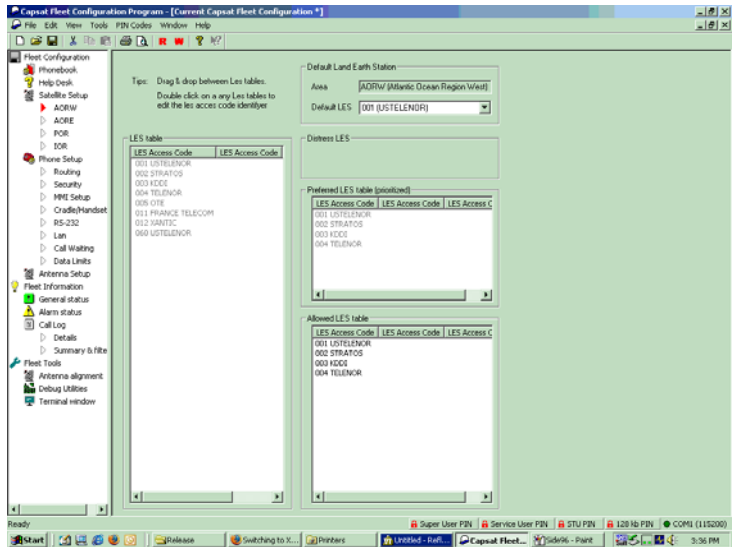 Capsat Fleet Configuration Program - [Current Capsat Fleet Configuration *]
File Edit View Tools PIN Codes Window Help
R W
Fleet Configuration
Phonebook
Help Desk
Satellite Setup
AORW
AORE
POR
IOR
Phone Setup
Routing
Security
MMI Setup
Cradle/Handset
RS-232
Lan
Call Waiting
Data Limits
Antenna Setup
Fleet Information
General status
Alarm status
Call Log
Details
Summary & filte
Fleet Tools
Antenna alignment
Debug Utilities
Terminal window
Tips: Drag & drop between Les tables.
Double click on a any Les tables to
edit the les acces code identifyer
Default Land Earth Station
Area AORW (Atlantic Ocean Region West)
Default LES 001 (USTELENOR)
LES table
LES Access Code LES Access Code
001 USTELENOR
002 STRATOS
003 KDDI
004 TELENOR
005 OTE
011 FRANCE TELECOM
012 XANTIC
060 USTELENOR
Distress LES
Preferred LES table (prioritized)
LES Access Code LES Access Code LES Access C
001 USTELENOR
002 STRATOS
003 KDDI
004 TELENOR
Allowed LES table
LES Access Code LES Access Code LES Access C
001 USTELENOR
002 STRATOS
003 KDDI
004 TELENOR
Ready
Super User PIN Service User PIN STU PIN 128 kb PIN COM1 (115200)
Start Release Switching to X... Printers Untitled - Refl... Capsat Fleet... Side96 - Paint 3:36 PM